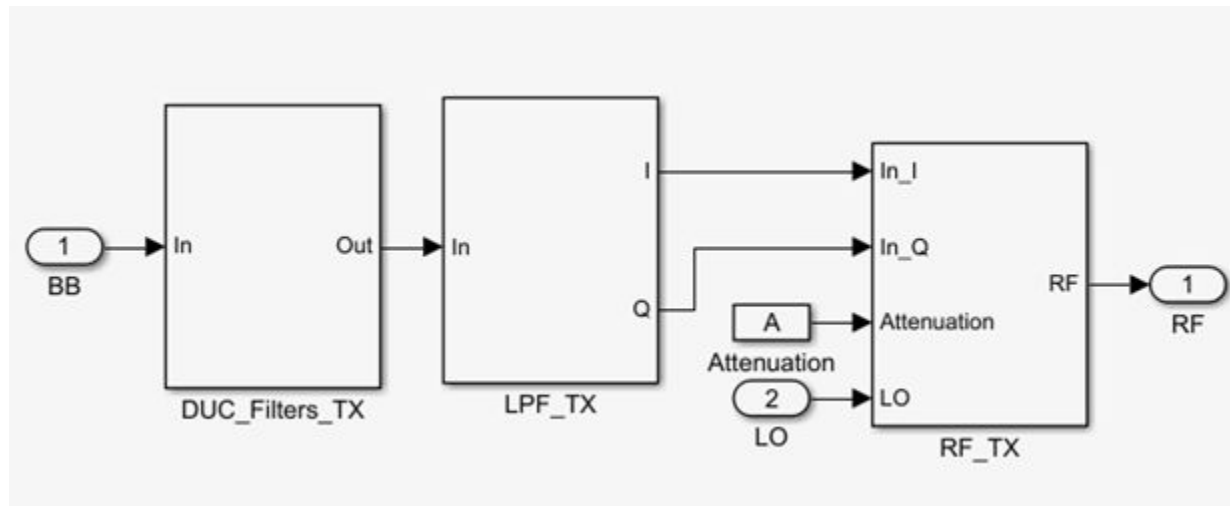 1
BB
In
Out
DUC_Filters_TX
In
I
Q
LPF_TX
A
Attenuation
2
LO
In_I
In_Q
Attenuation
LO
RF
RF_TX
1
RF